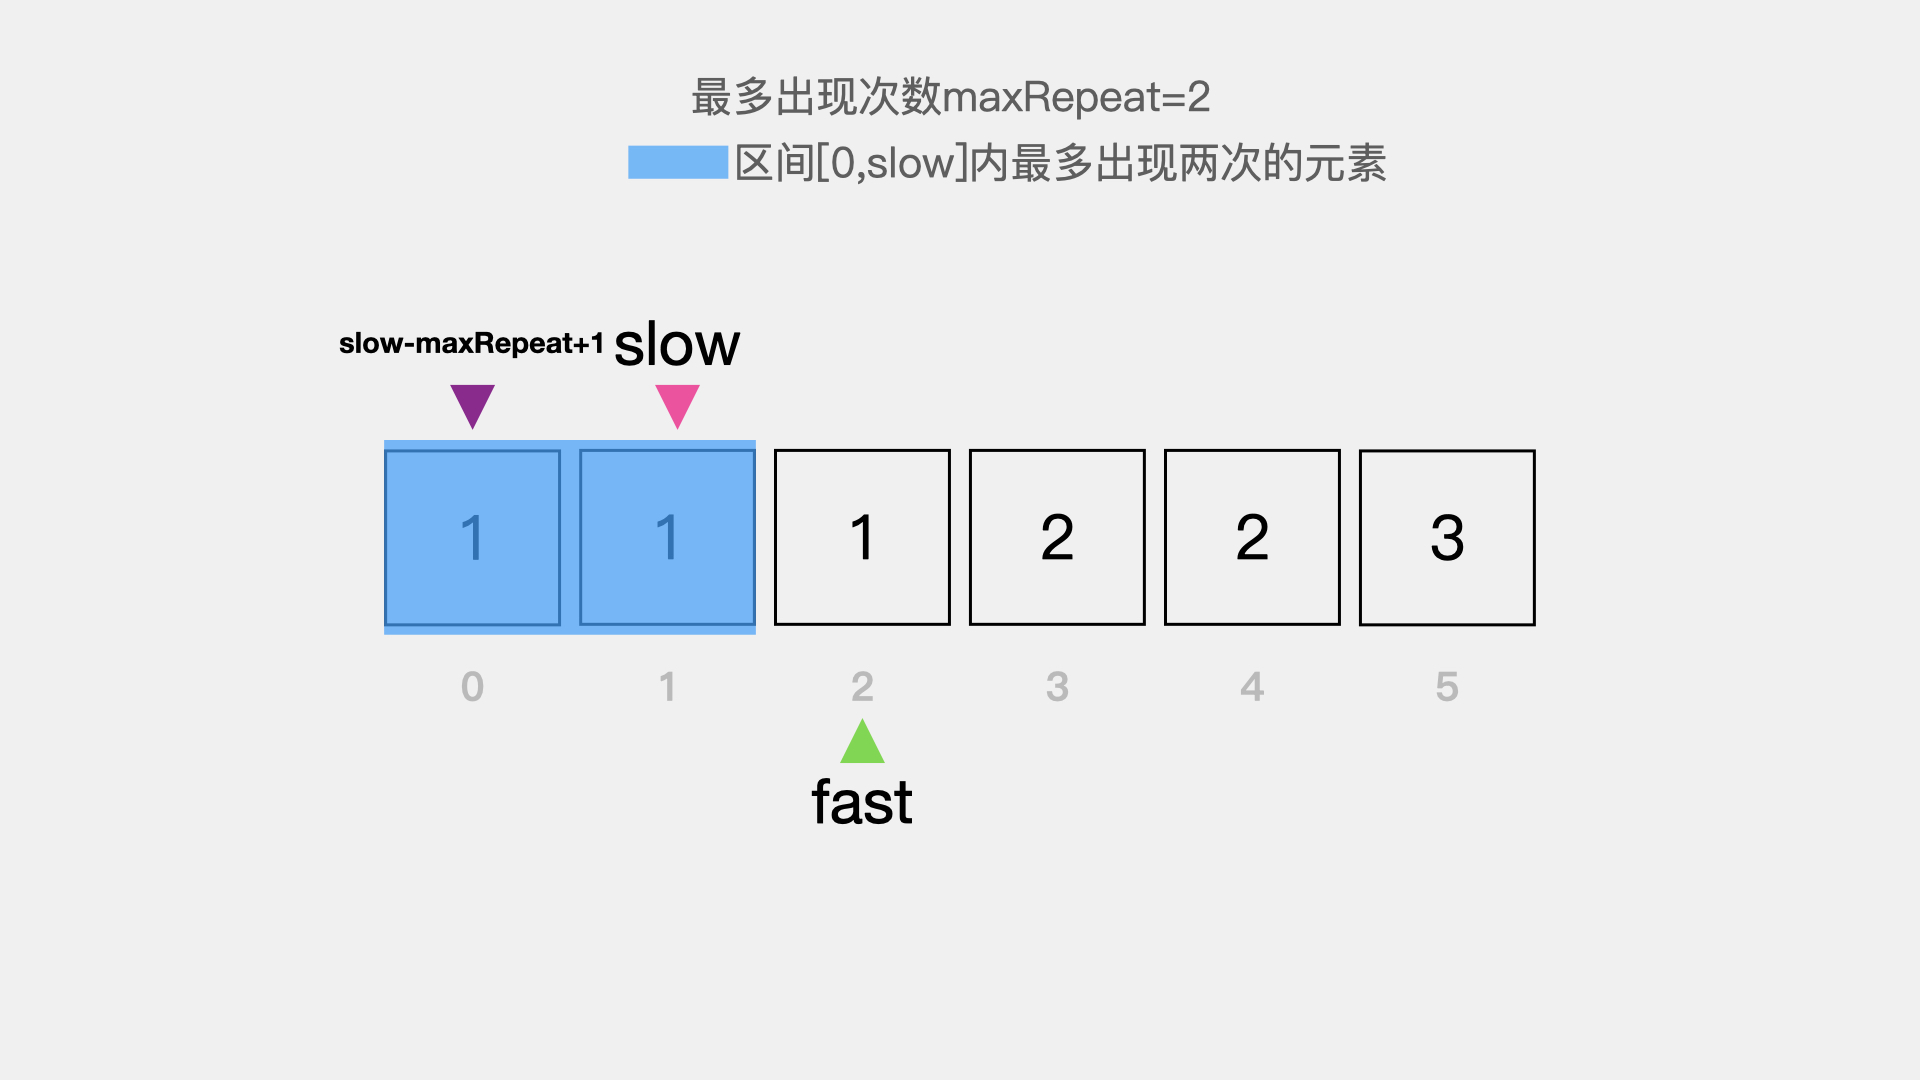 最多出现次数maxRepeat=2
区间[0,slow]内最多出现两次的元素
slow-maxRepeat+1 slow
1 1 1 2 2 3
0 1 2 3 4 5
fast